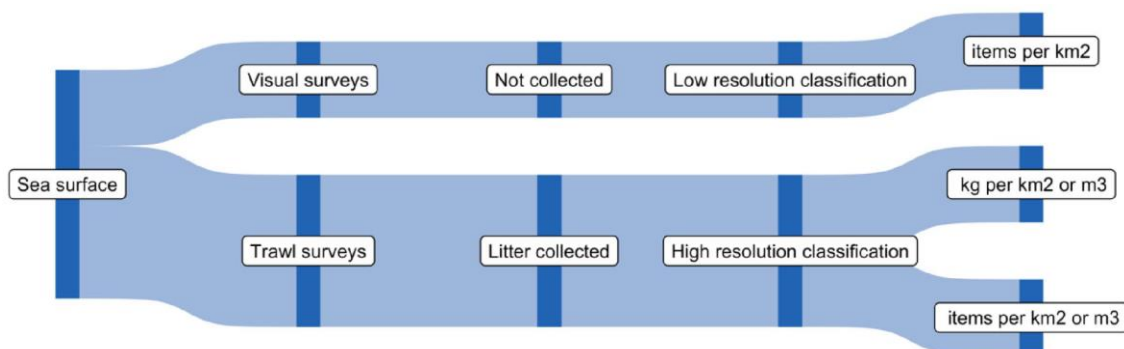 Sea surface
Visual surveys
Not collected
Low resolution classification
items per km2
Trawl surveys
Litter collected
High resolution classification
kg per km2 or m3
items per km2 or m3